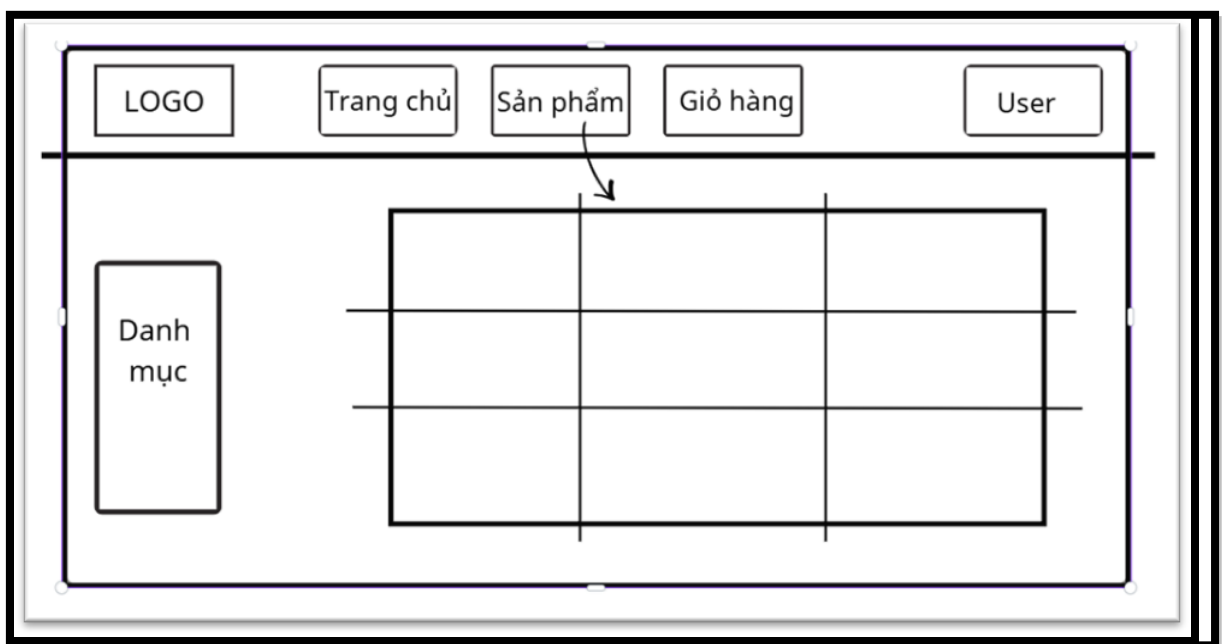 LOGO
Trang chủ
Sản phẩm
Giỏ hàng
User
Danh
mục